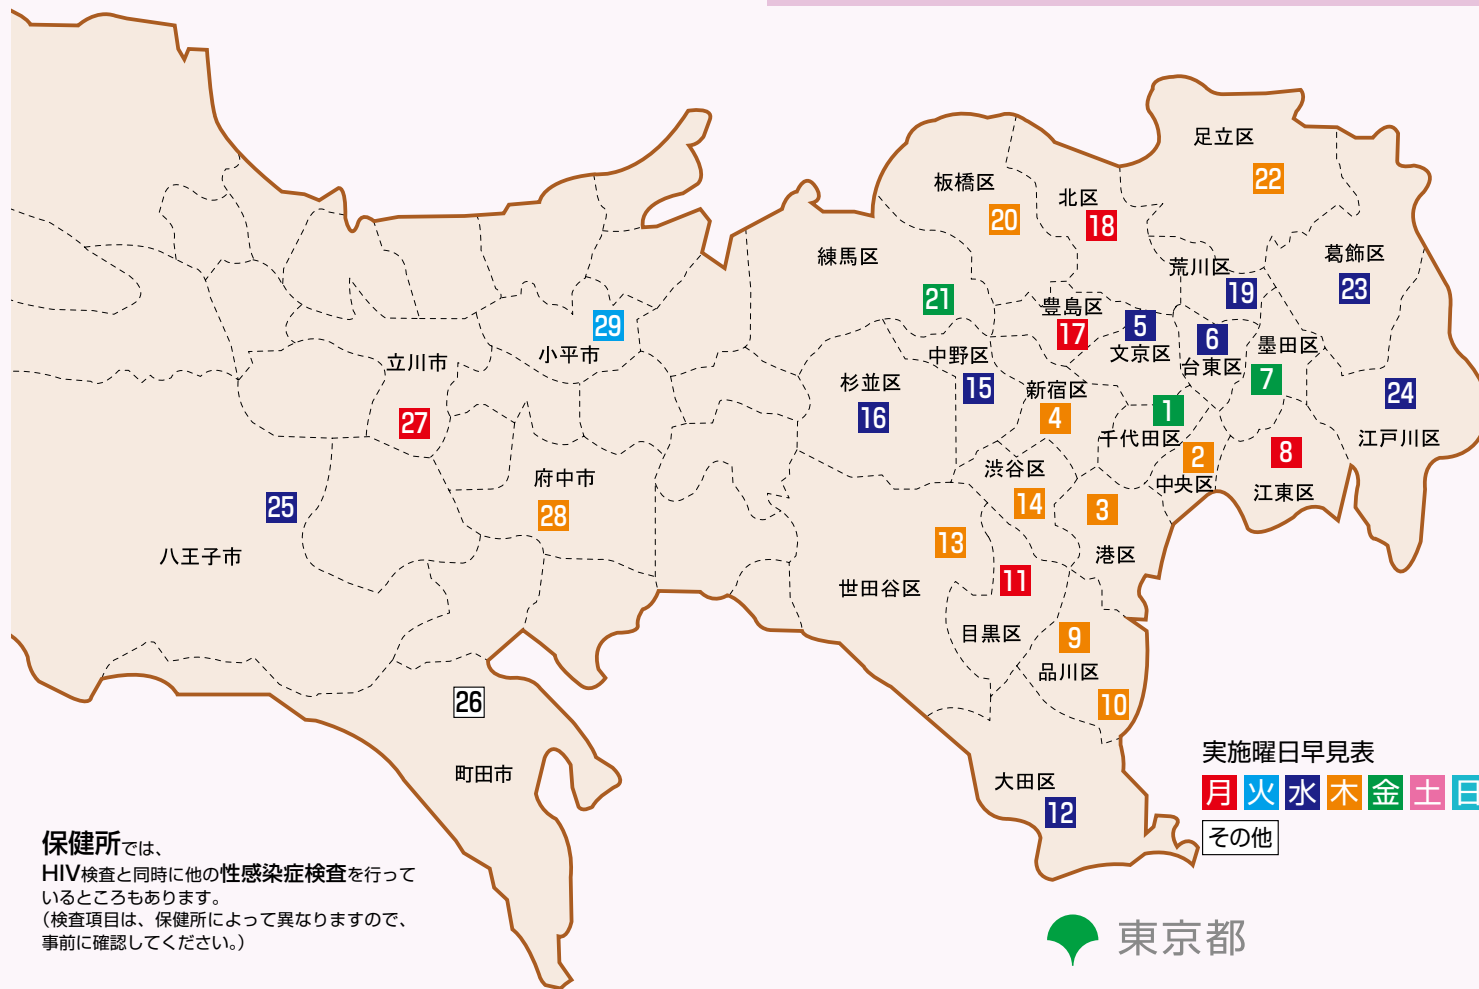 足立区
22
板橋区
20
北区
18
練馬区
21
荒川区
19
葛飾区
23
豊島区
17
5
文京区
6
台東区
墨田区
7
29
小平市
立川市
27
中野区
15
杉並区
16
新宿区
4
1
千代田区
24
江戸川区
2
中央区
8
江東区
渋谷区
14
3
港区
府中市
28
25
八王子市
13
世田谷区
11
目黒区
9
品川区
10
26
町田市
大田区
12
実施曜日早見表
月 火 水 木 金 土 日
その他
保健所では、
HIV検査と同時に他の性感染症検査を行って
いるところもあります。
（検査項目は、保健所によって異なりますので、
事前に確認してください。）
東京都